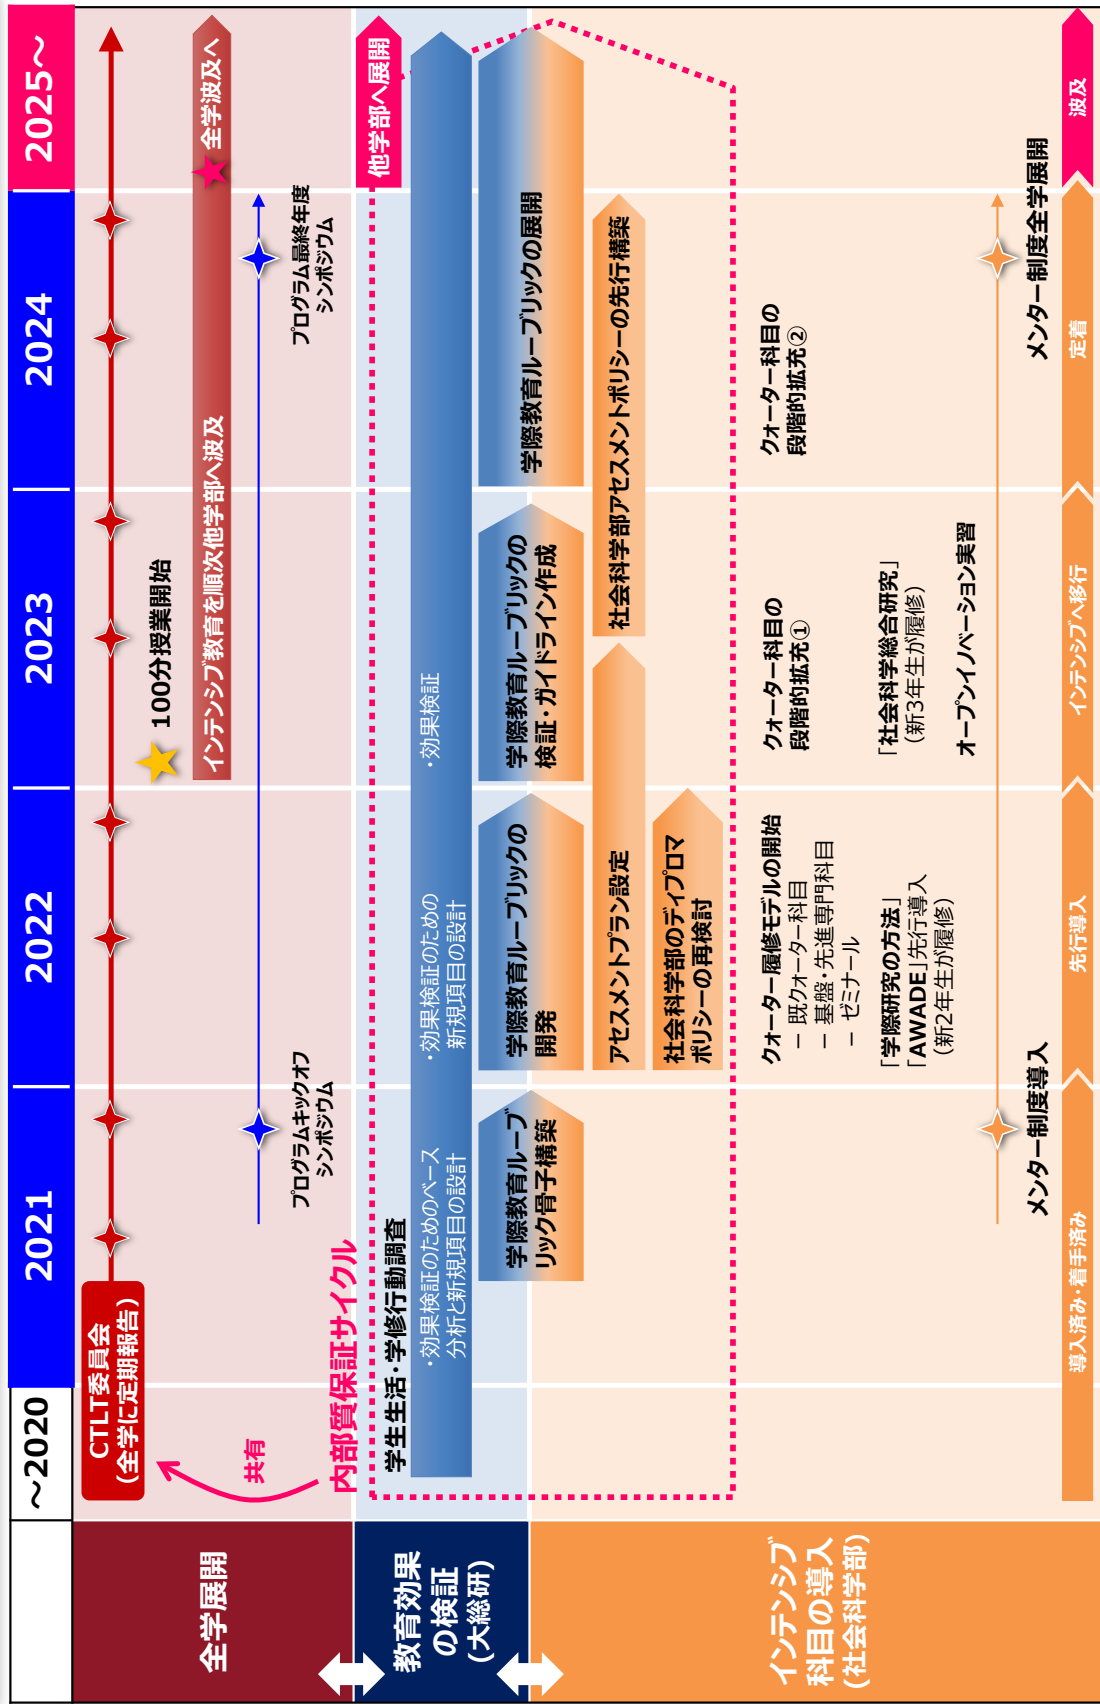 ～2020
2021
2022
2023
2024
2025～
全学展開
CTLT委員会
（全学に定期報告）
100分授業開始
インテンシブ教育を順次他学部へ波及
全学波及へ
プログラムキックオフ
シンポジウム
プログラム最終年度
シンポジウム
共有
内部質保証サイクル
他学部へ展開
教育効果
の検証
（大総研）
学生生活・学修行動調査
・効果検証のためのベース
分析と新規項目の設計
・効果検証のための
新規項目の設計
・効果検証
学際教育ルーブ
リック骨子構築
学際教育ルーブリックの
開発
学際教育ルーブリックの
検証・ガイドライン作成
学際教育ルーブリックの展開
インテンシブ
科目の導入
（社会科学部）
アセスメントプラン設定
社会科学部アセスメントポリシーの先行構築
社会科学部のディプロマ
ポリシーの再検討
クォーター履修モデルの開始
－ 既クォーター科目
－ 基盤・先進専門科目
－ ゼミナール
クォーター科目の
段階的拡充①
クォーター科目の
段階的拡充②
「学際研究の方法」
「AWADE」先行導入
（新2年生が履修）
「社会科学総合研究」
（新3年生が履修）
オープンイノベーション実習
メンター制度導入
メンター制度全学展開
導入済み・着手済み
先行導入
インテンシブへ移行
定着
波及